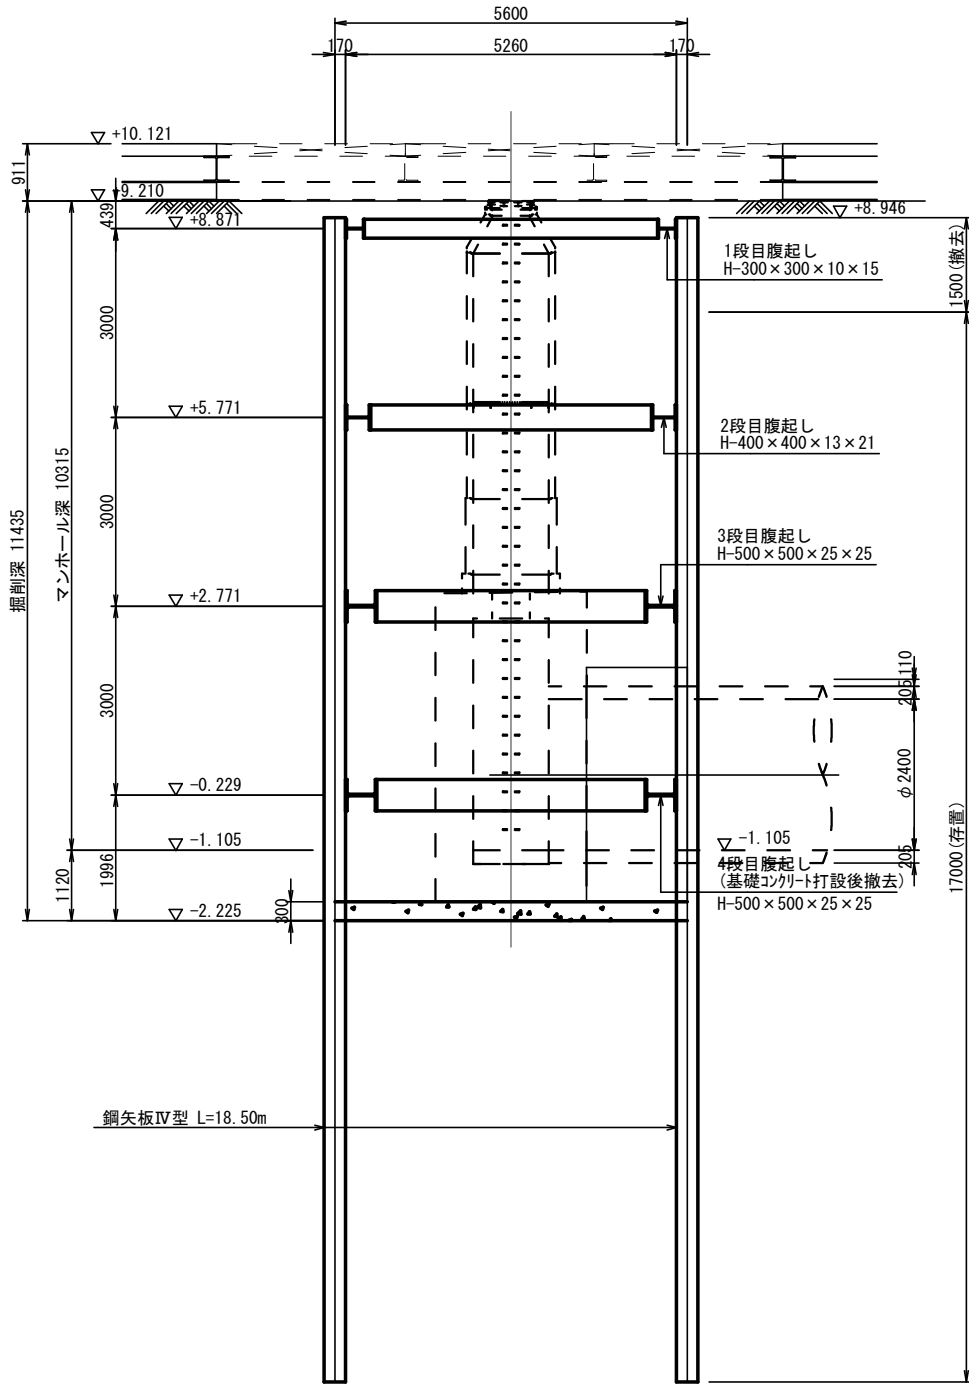 5600
170
5260
170
+10.121
911
9.210
439
+8.871
+8.946
1500(撤去)
1段目腹起し
H-300×300×10×15
3000
+5.771
2段目腹起し
H-400×400×13×21
掘削深 11435
マンホール深 10315
3000
3段目腹起し
H-500×500×25×25
+2.771
110
205
3000
φ2400
-0.229
17000(存置)
-1.105
-1.105
205
1996
1120
4段目腹起し
(基礎コンクリート打設後撤去)
H-500×500×25×25
300
-2.225
鋼矢板Ⅳ型 L=18.50m